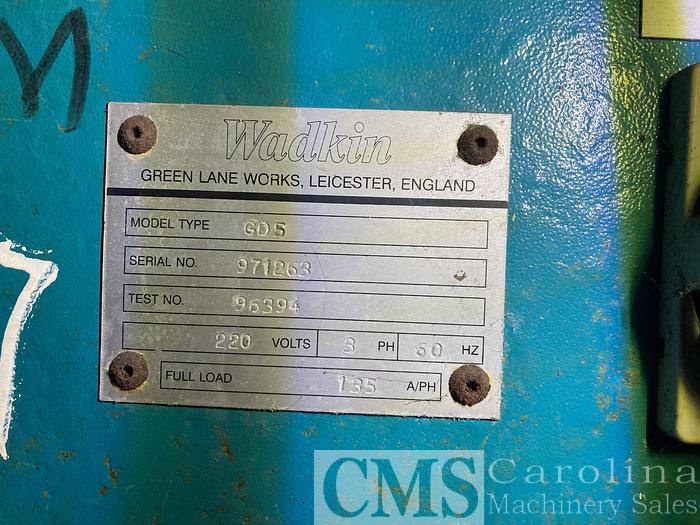 M
Wadkin
GREEN LANE WORKS, LEICESTER, ENGLAND
MODEL TYPE GD5
SERIAL NO. 971263
TEST NO. 96394
220 VOLTS 3 PH 60 HZ
FULL LOAD 135 A/PH
CMS Carolina
Machinery Sales